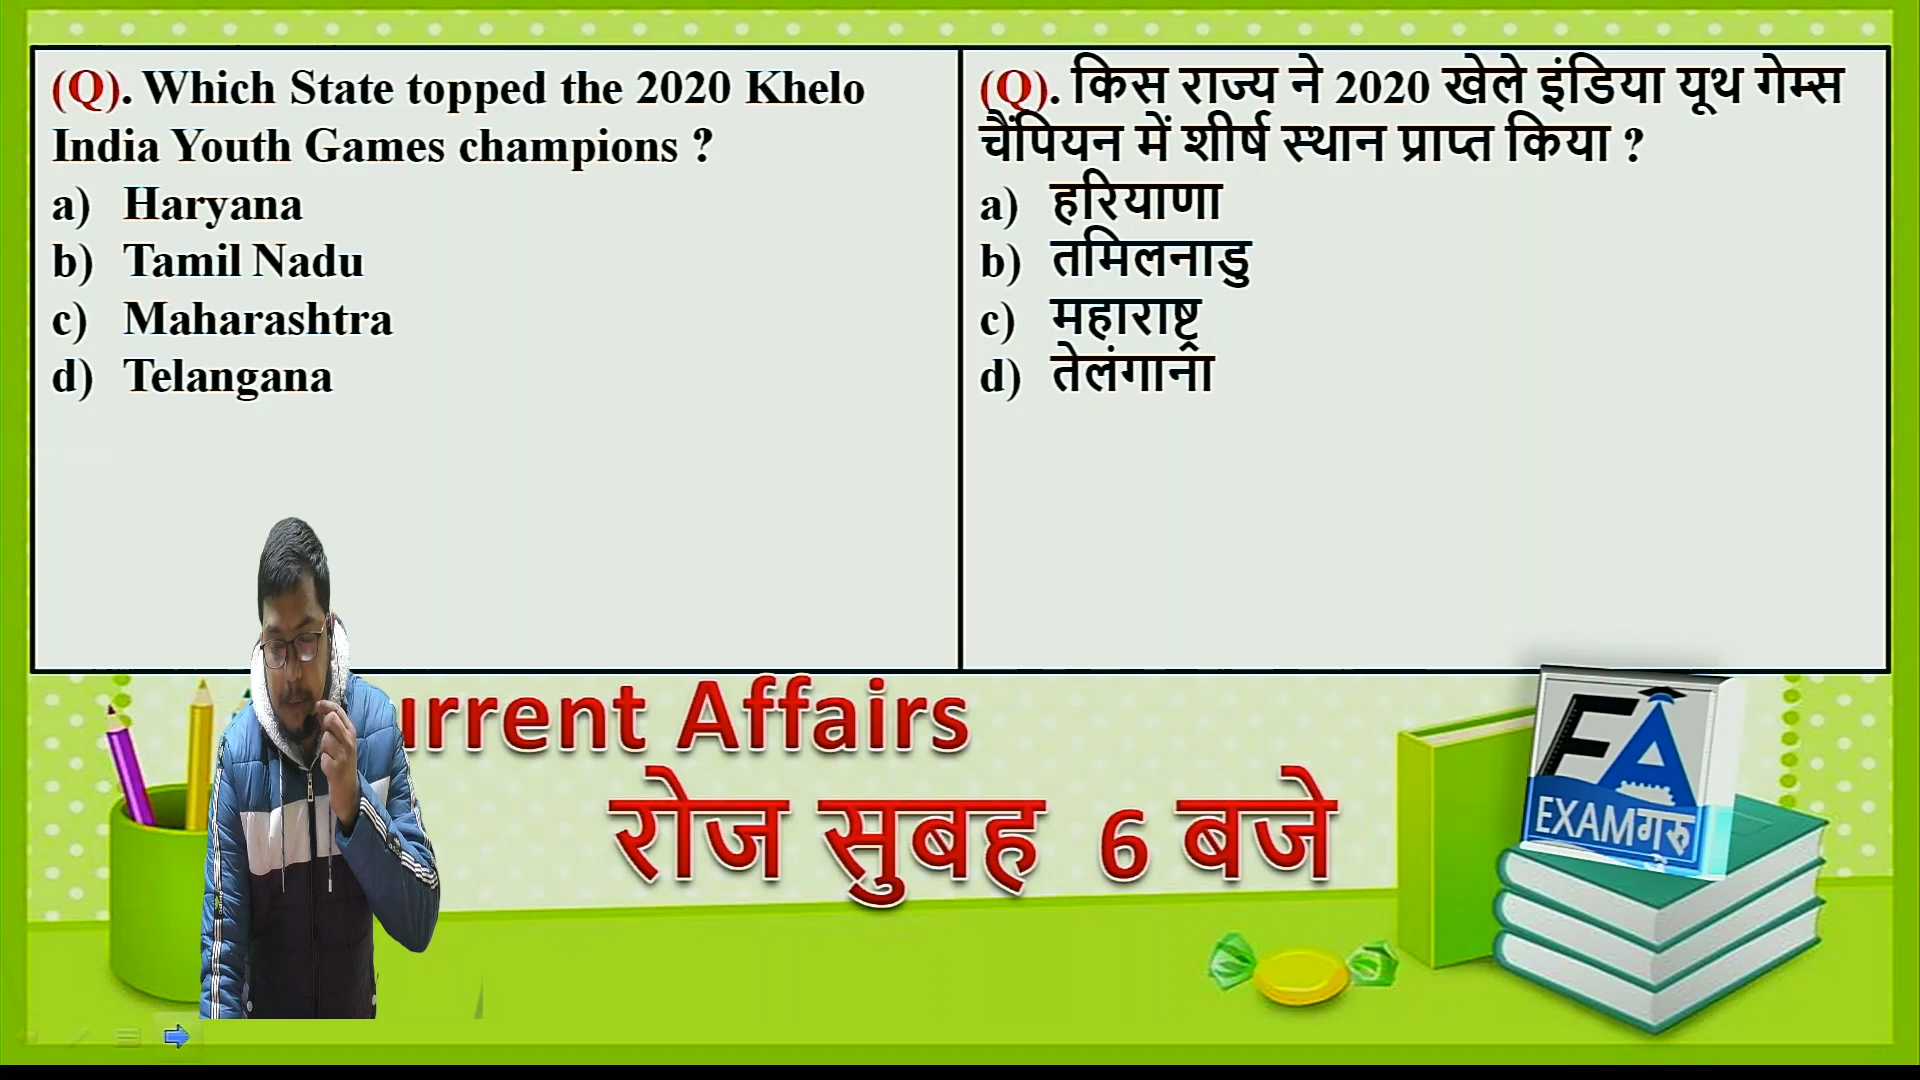 (Q). Which State topped the 2020 Khelo
India Youth Games champions ?
a) Haryana
b) Tamil Nadu
c) Maharashtra
d) Telangana
(Q). किस राज्य ने 2020 खेले इंडिया यूथ गेम्स
चैंपियन में शीर्ष स्थान प्राप्त किया ?
a) हरियाणा
b) तमिलनाडु
c) महाराष्ट्र
d) तेलंगाना
urrent Affairs
रोज सुबह 6 बजे
FA
EXAMगुरु